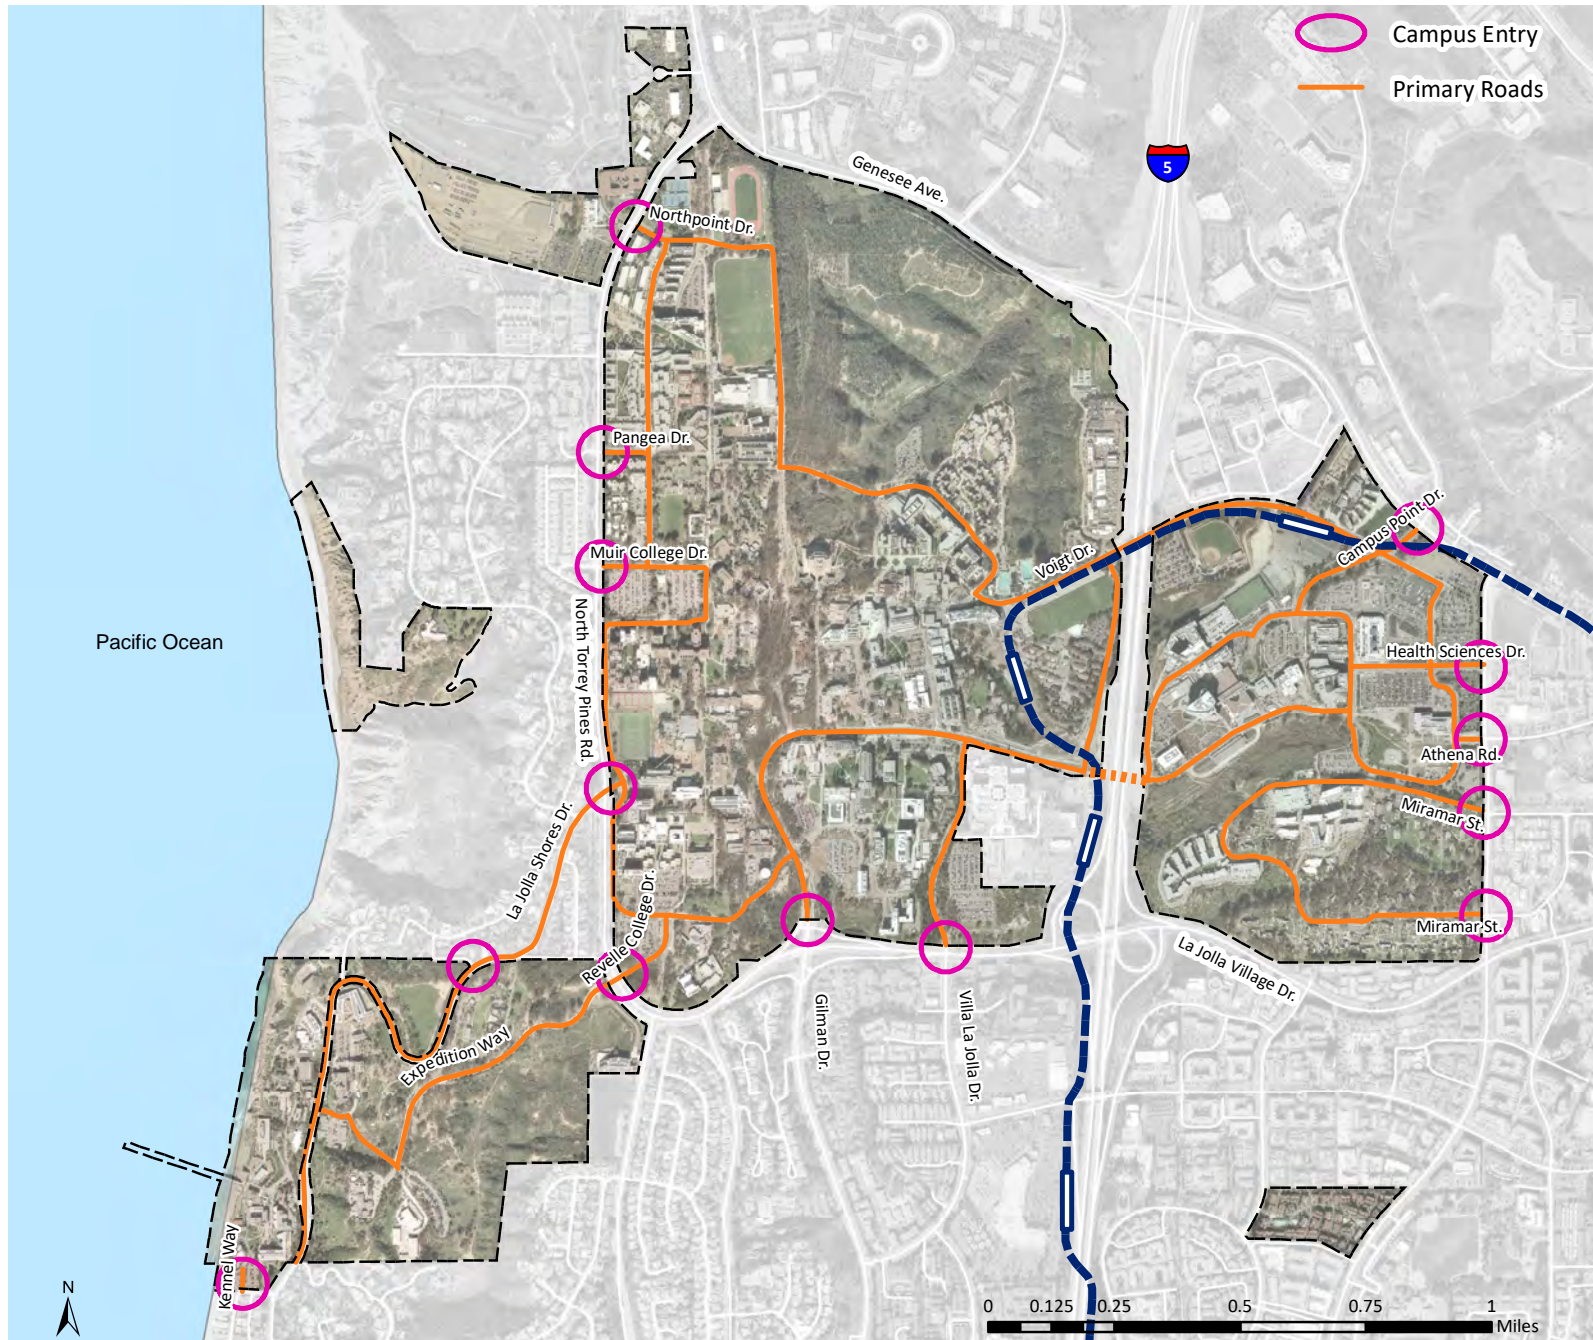 Campus Entry
Primary Roads
5
Genesee Ave.
Northpoint Dr.
Pangea Dr.
Muir College Dr.
Voigt Dr.
Campus Point Dr.
Pacific Ocean
North Torrey Pines Rd.
Health Sciences Dr.
Athena Rd.
Miramar St.
La Jolla Shores Dr.
Revelle College Dr.
Miramar St.
La Jolla Village Dr.
Expedition Way
Gilman Dr.
Villa La Jolla Dr.
Kennel Way
N
0 0.125 0.25 0.5 0.75 1
Miles